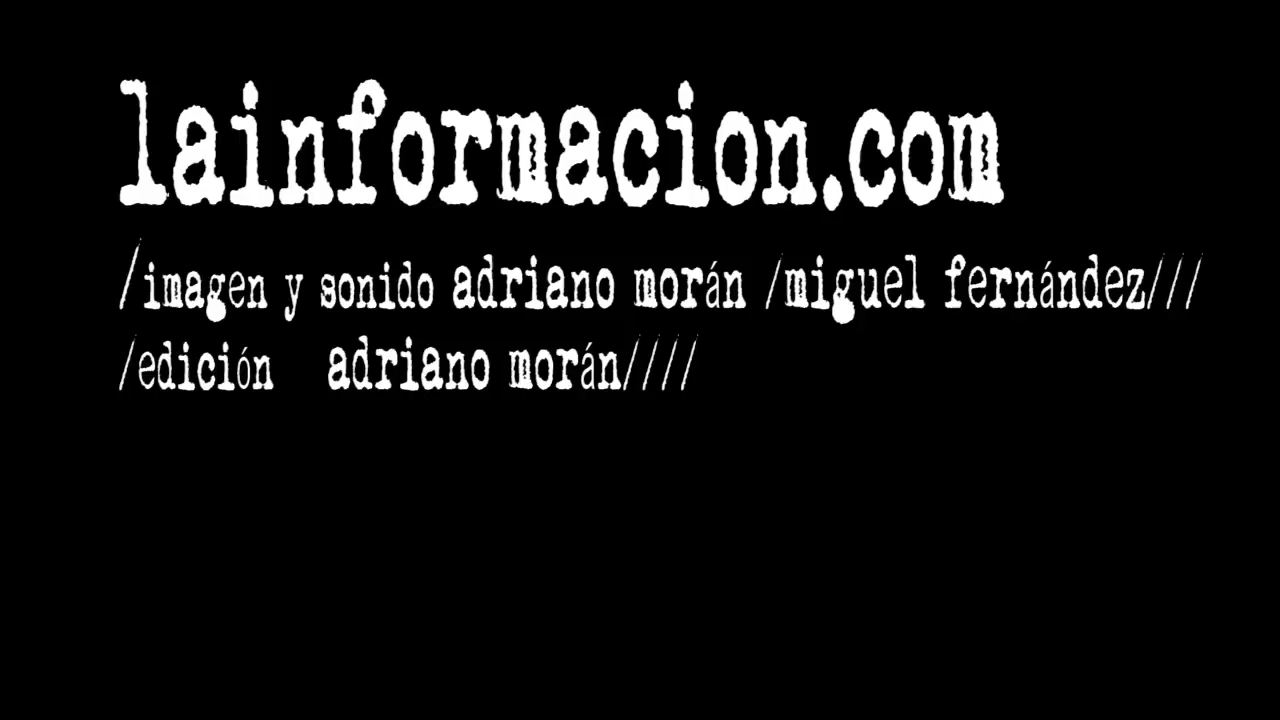 lainformacion.com
/imagen y sonido adriano morán /miguel fernández///
/edición adriano morán////